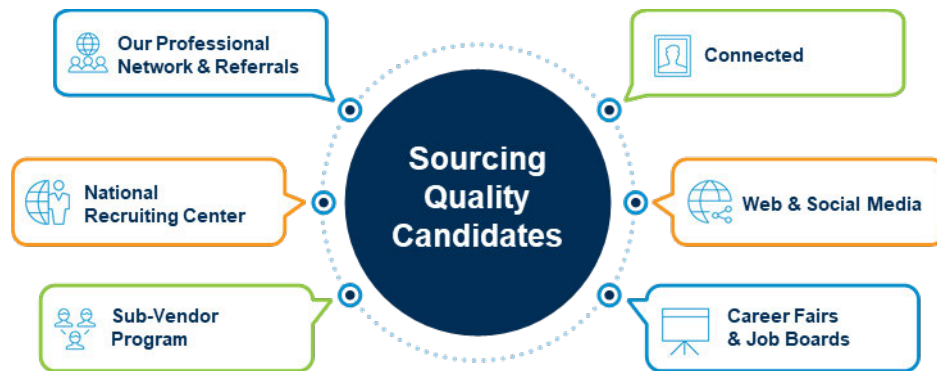 Our Professional
Network & Referrals
Connected
Sourcing
Quality
Candidates
National
Recruiting Center
Web & Social Media
Sub-Vendor
Program
Career Fairs
& Job Boards